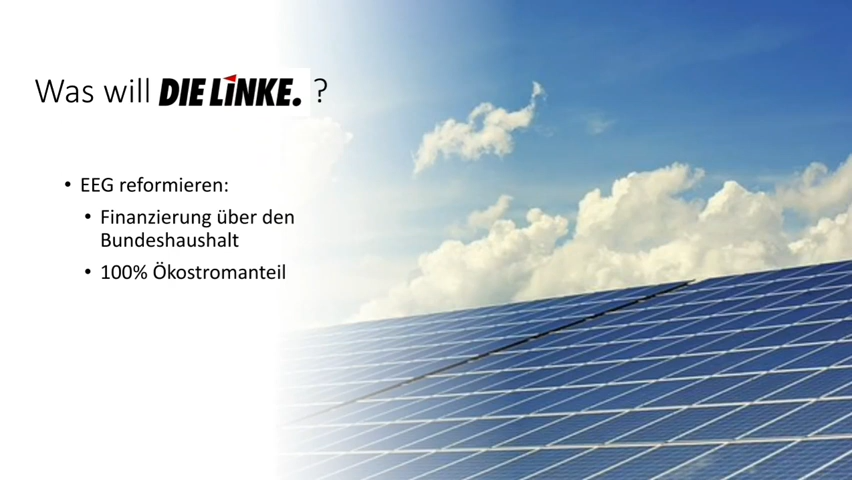 Was will DIE LINKE. ?
• EEG reformieren:
• Finanzierung über den
Bundeshaushalt
• 100% Ökostromanteil